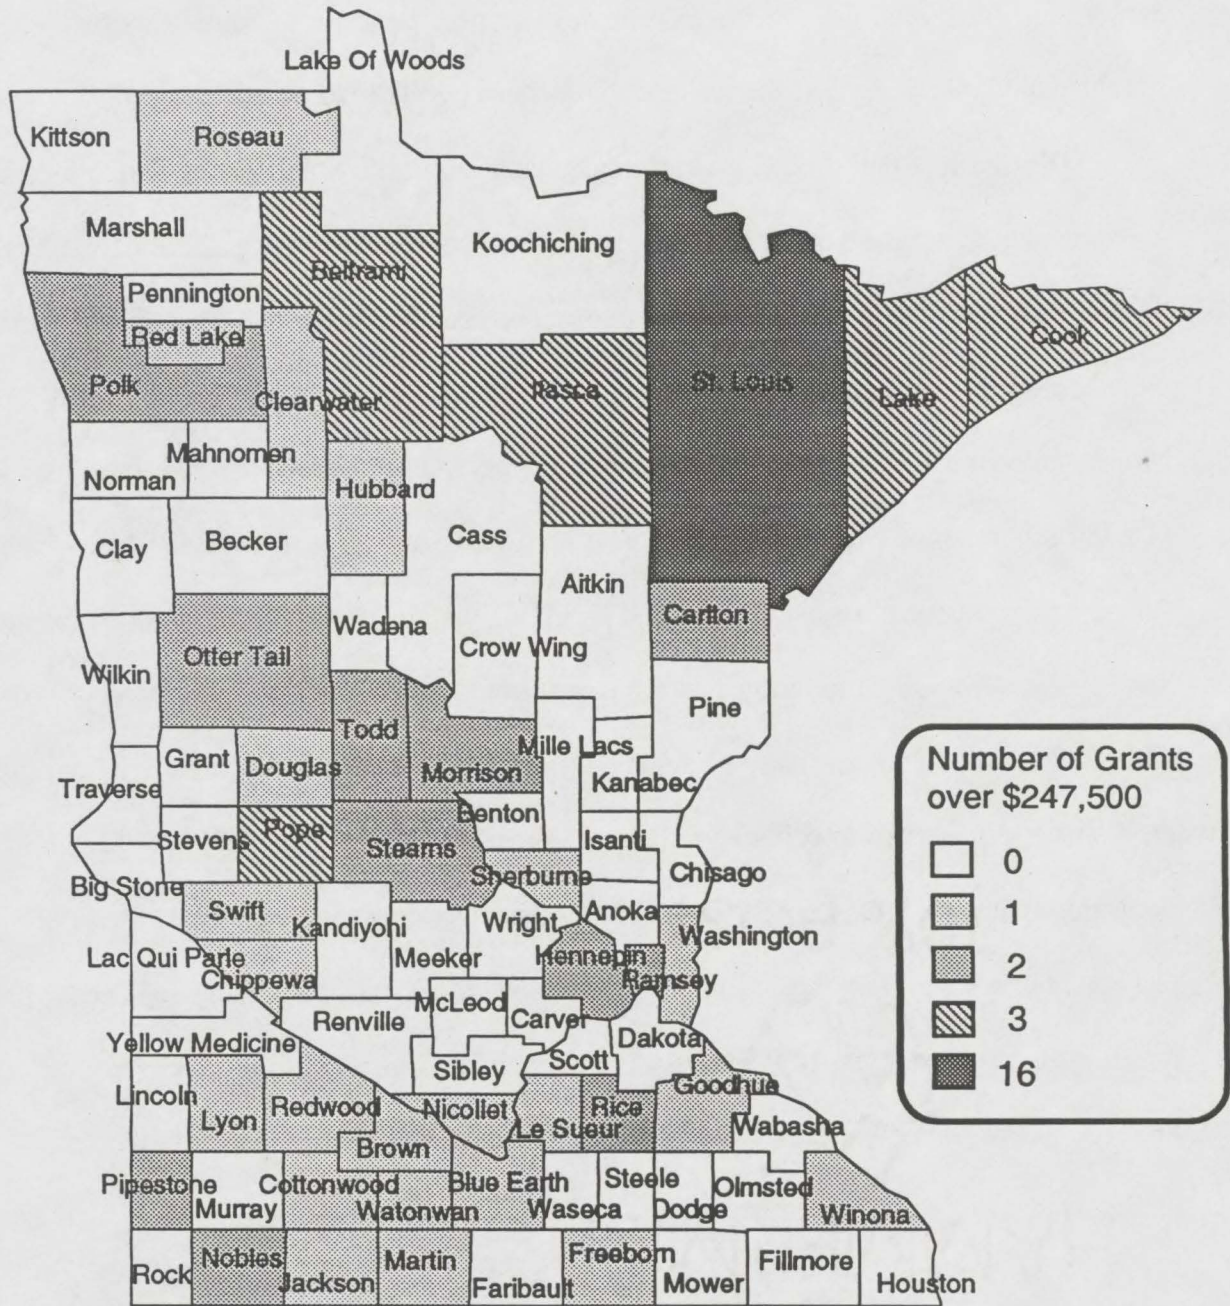 Lake Of Woods
Kittson
Roseau
Marshall
Beltrami
Koochiching
Pennington
Red Lake
Polk
Clearwater
Itasca
St. Louis
Lake
Cook
Mahnomen
Norman
Hubbard
Cass
Clay
Becker
Aitkin
Wadena
Crow Wing
Carlton
Wilkin
Otter Tail
Pine
Todd
Morrison
Mille Lacs
Grant
Douglas
Kanabec
Traverse
Stevens
Pope
Stearns
Benton
Isanti
Chisago
Sherburne
Big Stone
Swift
Kandiyohi
Wright
Anoka
Washington
Lac Qui Parle
Chippewa
Meeker
Hennepin
Ramsey
McLeod
Renville
Carver
Dakota
Yellow Medicine
Sibley
Scott
Lincoln
Lyon
Redwood
Nicollet
Le Sueur
Rice
Goodhue
Wabasha
Brown
Pipestone
Murray
Cottonwood
Watonwan
Blue Earth
Waseca
Steele
Dodge
Olmsted
Winona
Rock
Nobles
Jackson
Martin
Faribault
Freeborn
Mower
Fillmore
Houston
Number of Grants
over $247,500
0
1
2
3
16